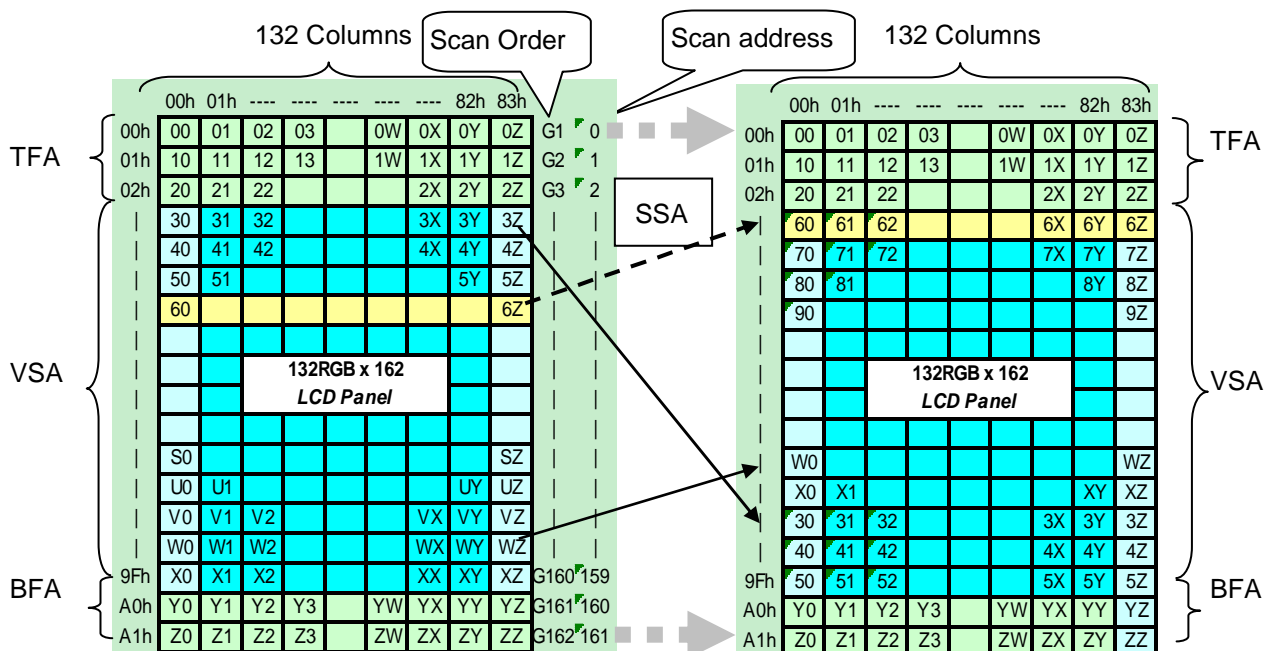 132 Columns Scan Order Scan address 132 Columns
00h 01h ---- ---- ---- ---- ---- 82h 83h 00h 01h ---- ---- ---- ---- ---- 82h 83h
00h 00 01 02 03 0W 0X 0Y 0Z G1 0 00h 00 01 02 03 0W 0X 0Y 0Z
TFA 01h 10 11 12 13 1W 1X 1Y 1Z G2 1 01h 10 11 12 13 1W 1X 1Y 1Z TFA
02h 20 21 22 2X 2Y 2Z G3 2 02h 20 21 22 2X 2Y 2Z
30 31 32 3X 3Y 3Z SSA 60 61 62 6X 6Y 6Z
40 41 42 4X 4Y 4Z 70 71 72 7X 7Y 7Z
50 51 5Y 5Z 80 81 8Y 8Z
60 6Z 90 9Z
VSA 132RGB x 162 132RGB x 162 VSA
LCD Panel LCD Panel
S0 SZ W0 WZ
U0 U1 UY UZ X0 X1 XY XZ
V0 V1 V2 VX VY VZ 30 31 32 3X 3Y 3Z
W0 W1 W2 WX WY WZ 40 41 42 4X 4Y 4Z
9Fh X0 X1 X2 XX XY XZ G160 159 9Fh 50 51 52 5X 5Y 5Z
BFA A0h Y0 Y1 Y2 Y3 YW YX YY YZ G161 160 A0h Y0 Y1 Y2 Y3 YW YX YY YZ BFA
A1h Z0 Z1 Z2 Z3 ZW ZX ZY ZZ G162 161 A1h Z0 Z1 Z2 Z3 ZW ZX ZY ZZ